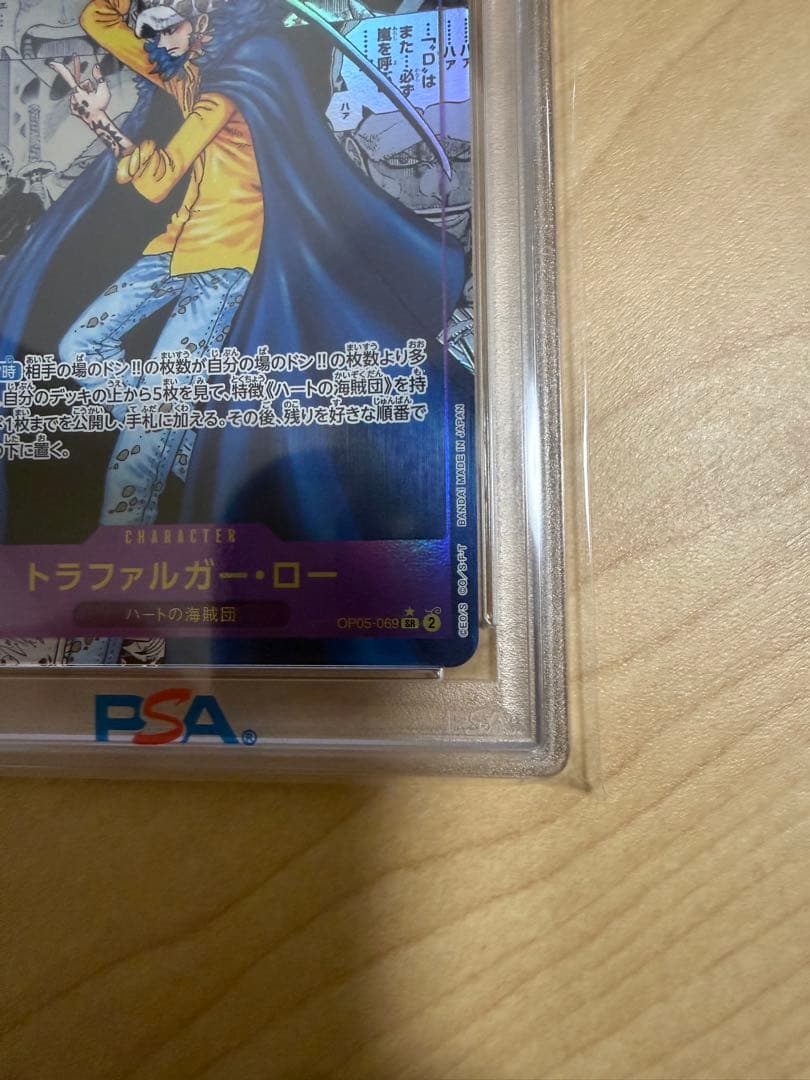 …"D"は
また…必ず
嵐を呼
ハァ
時 相手の場のドン!!の枚数が自分の場のドン!!の枚数より多
自分のデッキの上から5枚を見て、特徴《ハートの海賊団》を持
1枚までを公開し、手札に加える。その後、残りを好きな順番で
下に置く。
CHARACTER
トラファルガー・ロー
ハートの海賊団
OP05-069 SR 2
©E.O/S ©O/S・F・T BANDAI MADE IN JAPAN
PSA®
PSA